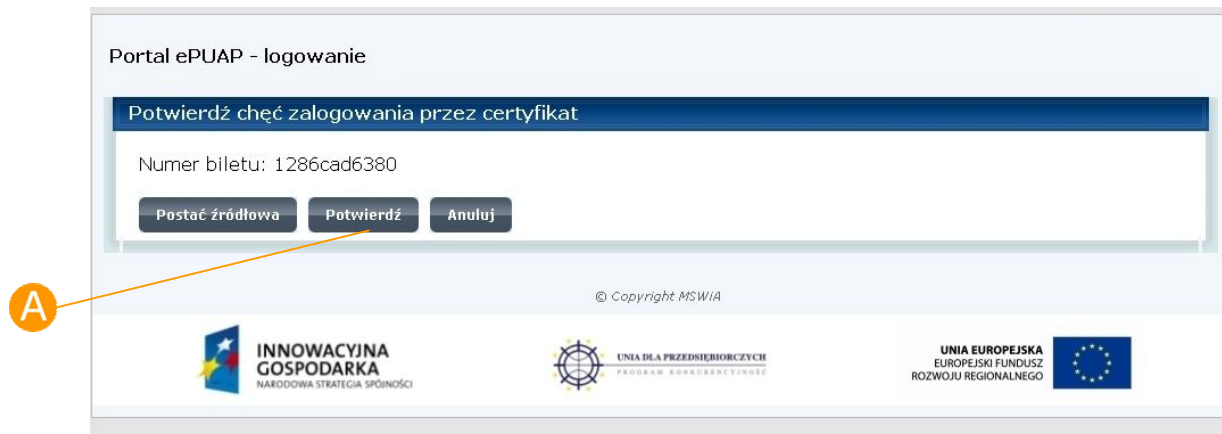 Portal ePUAP - logowanie
Potwierdź chęć zalogowania przez certyfikat
Numer biletu: 1286cad6380
Postać źródłowa Potwierdź Anuluj
A
© Copyright MSWiA
INNOWACYJNA
GOSPODARKA
NARODOWA STRATEGIA SPÓJNOŚCI
UNIA DLA PRZEDSIĘBIORCZYCH
PROGRAM KONKURENCYJNOŚĆ
UNIA EUROPEJSKA
EUROPEJSKI FUNDUSZ
ROZWOJU REGIONALNEGO